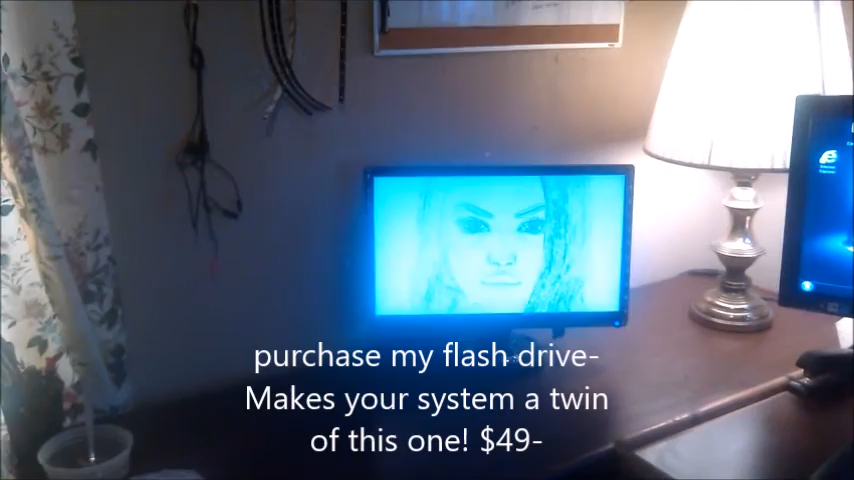 purchase my flash drive-
Makes your system a twin
of this one! $49-